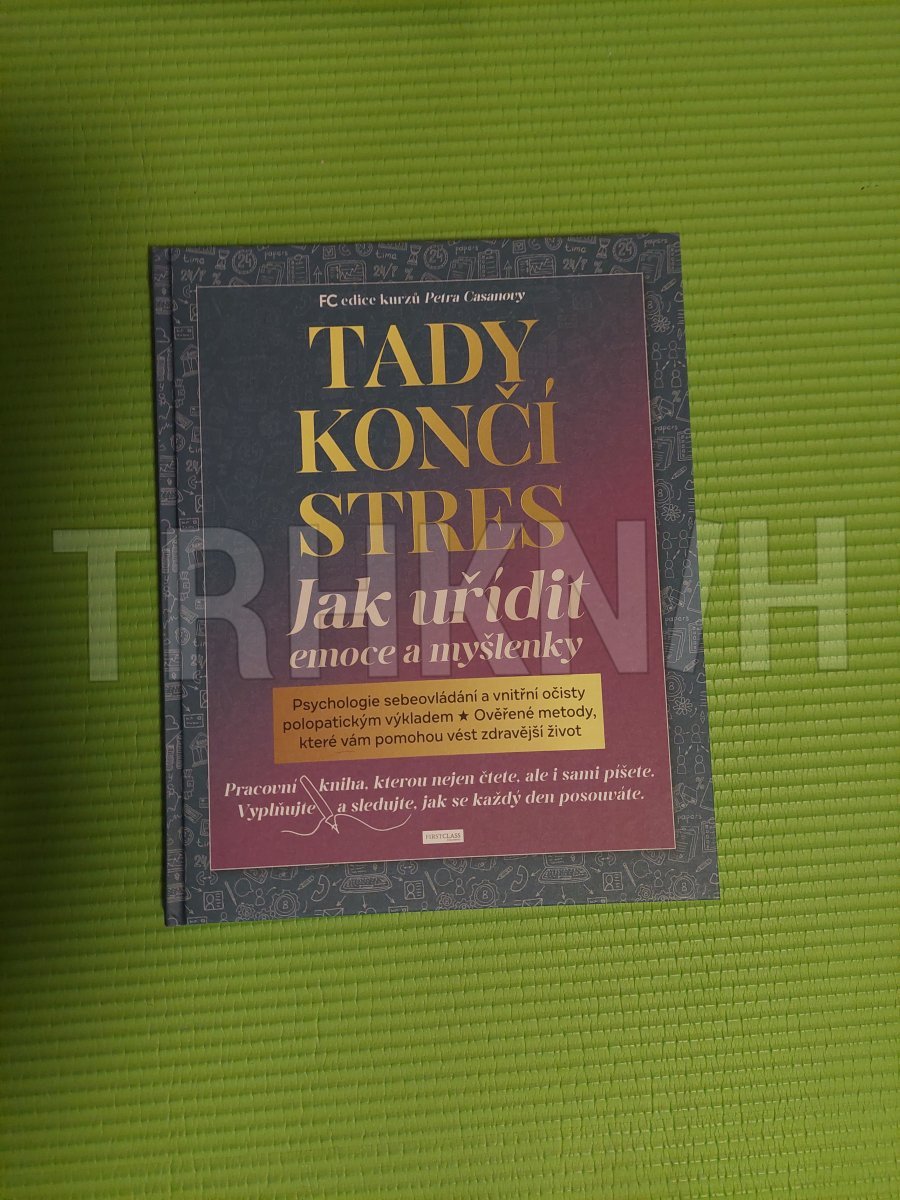 FC edice kurzů Petra Casanovy
TADY
KONČÍ
STRES
Jak uřídit
emoce a myšlenky
Psychologie sebeovládání a vnitřní očisty
polopatickým výkladem ★ Ověřené metody,
které vám pomohou vést zdravější život
Pracovní kniha, kterou nejen čtete, ale i sami píšete.
Vyplňujte a sledujte, jak se každý den posouváte.
FIRSTCLASS
TRHKNIH